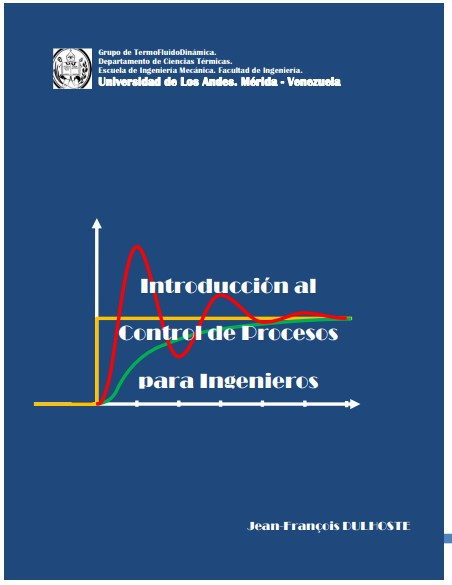 Grupo de TermoFluidoDinámica.
Departamento de Ciencias Térmicas.
Escuela de Ingeniería Mecánica. Facultad de Ingeniería.
Universidad de Los Andes. Mérida - Venezuela
Introducción al
Control de Procesos
para Ingenieros
Jean-François DULHOSTE